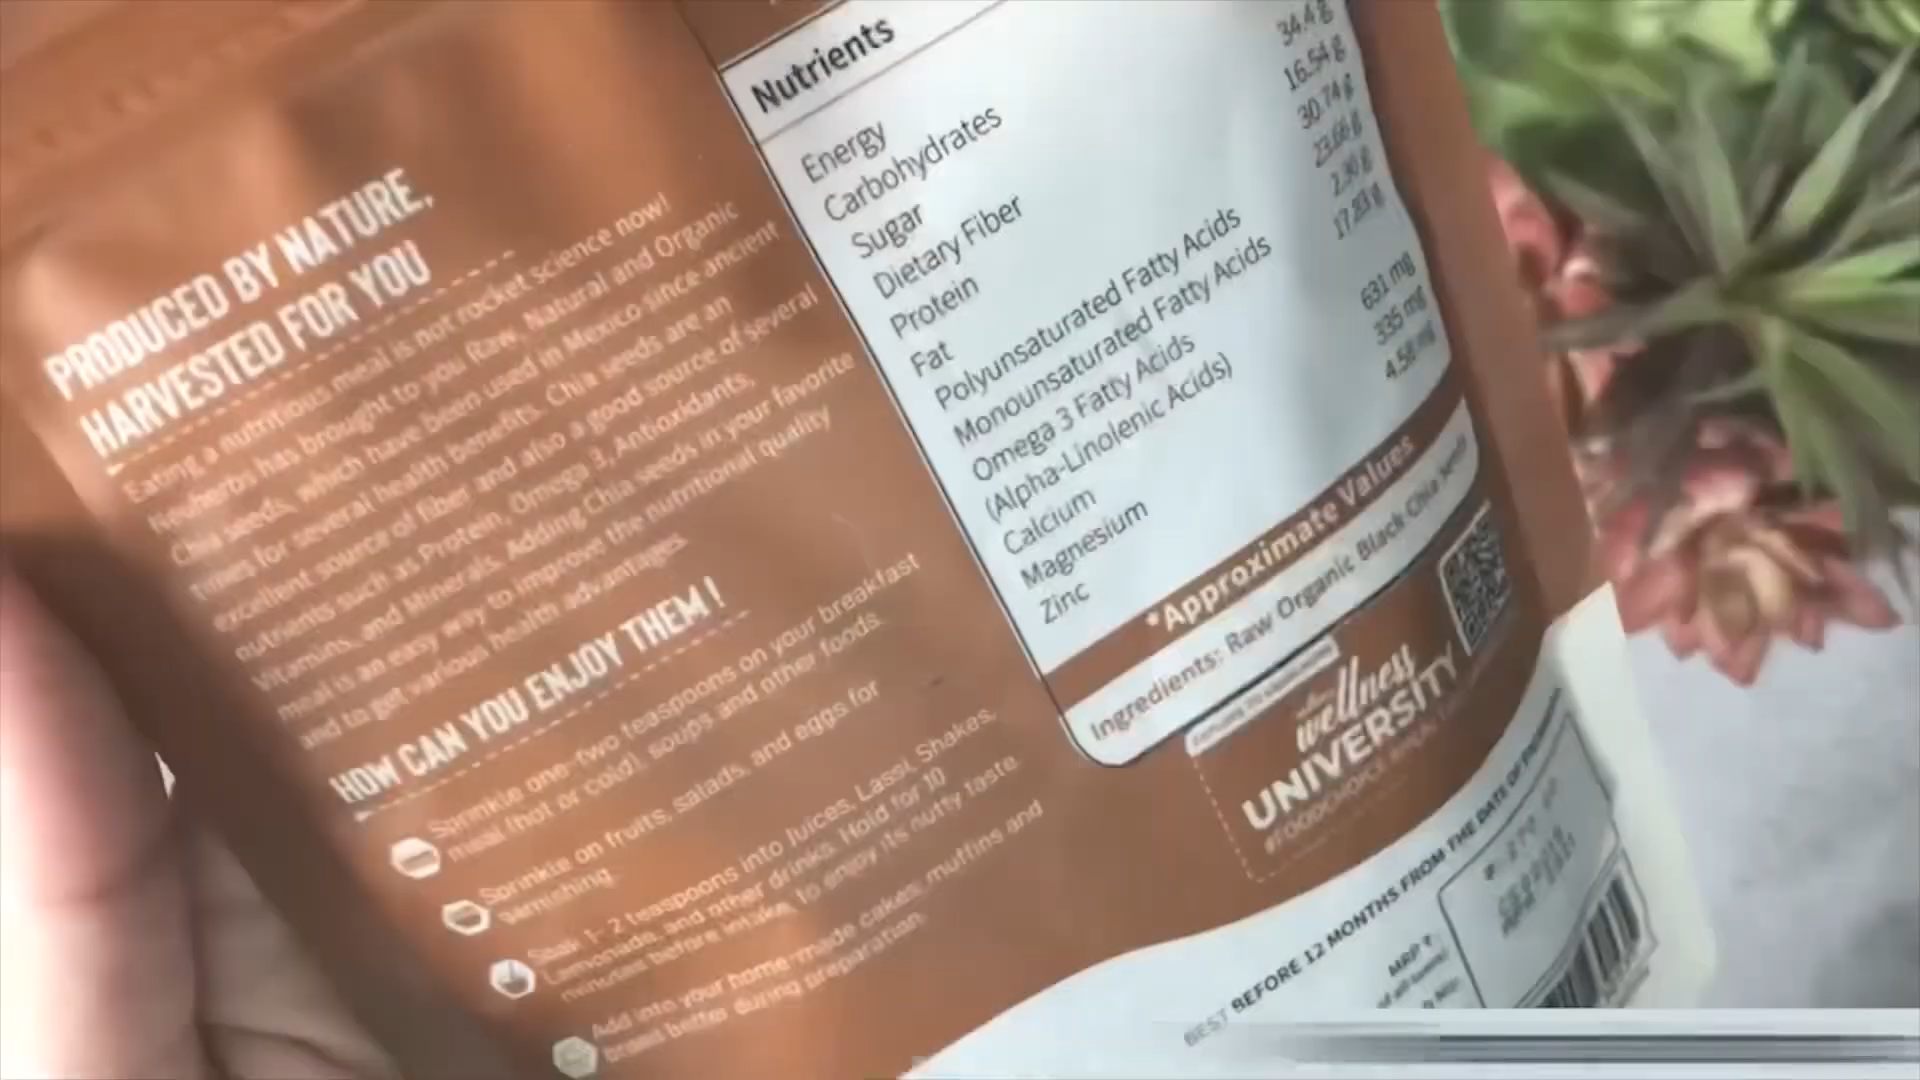 PRODUCED BY NATURE,
HARVESTED FOR YOU
Eating a nutritious meal is not rocket science now!
Neuherbs has brought to you Raw, Natural and Organic
Chia seeds, which have been used in Mexico since ancient
times for several health benefits. Chia seeds are an
excellent source of fiber and also a good source of several
nutrients such as Protein, Omega 3, Antioxidants,
Vitamins, and Minerals. Adding Chia seeds in your favorite
meal is an easy way to improve the nutritional quality
and to get various health advantages.
HOW CAN YOU ENJOY THEM !
Sprinkle one-two teaspoons on your breakfast
meal (hot or cold), soups and other foods.
Sprinkle on fruits, salads, and eggs for
garnishing.
Soak 1- 2 teaspoons into Juices, Lassi, Shakes,
Lemonade, and other drinks. Hold for 10
minutes before intake, to enjoy its nutty taste.
Add into your home-made cakes, muffins and
bread batter during preparation.
Nutrients
Energy
Carbohydrates
Sugar
Dietary Fiber
Protein
Fat
Polyunsaturated Fatty Acids
Monounsaturated Fatty Acids
Omega 3 Fatty Acids
(Alpha-Linolenic Acids)
Calcium
Magnesium
Zinc
34.4 g
16.54 g
30.74 g
23.66 g
2.30 g
17.83 g
631 mg
335 mg
4.58 mg
*Approximate Values
Ingredients: Raw Organic Black Chia Seeds
wellness
UNIVERSITY
BEST BEFORE 12 MONTHS FROM THE DATE OF
MRP ₹